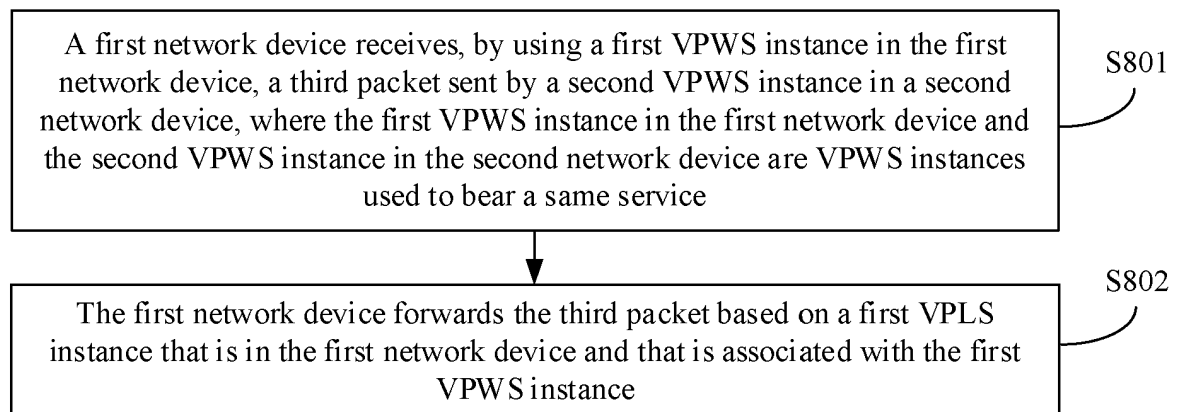 A first network device receives, by using a first VPWS instance in the first
network device, a third packet sent by a second VPWS instance in a second
network device, where the first VPWS instance in the first network device and
the second VPWS instance in the second network device are VPWS instances
used to bear a same service
S801
The first network device forwards the third packet based on a first VPLS
instance that is in the first network device and that is associated with the first
VPWS instance
S802